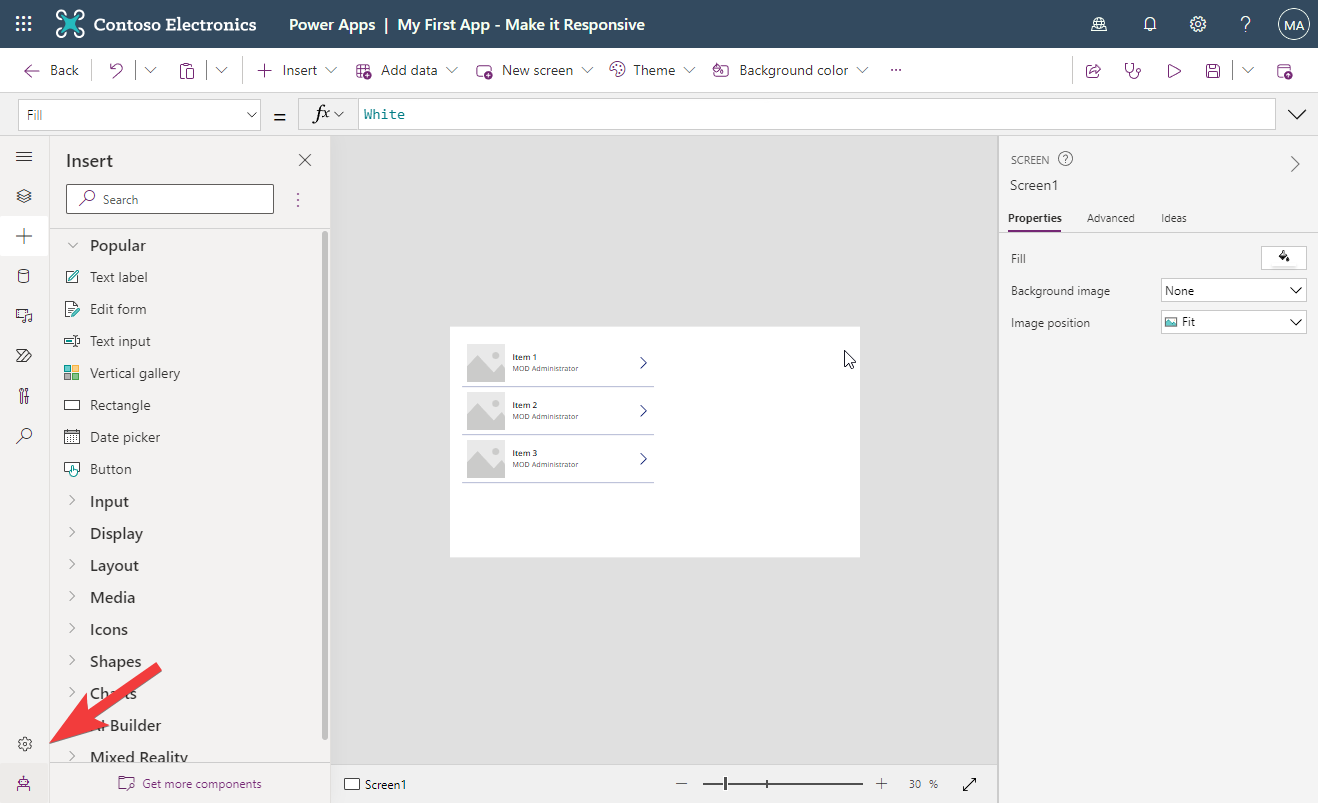 Contoso Electronics
Power Apps | My First App - Make it Responsive
MA
Back
Insert
Add data
New screen
Theme
Background color
Fill
=
fx
White
Insert
Search
Popular
Text label
Edit form
Text input
Vertical gallery
Rectangle
Date picker
Button
Input
Display
Layout
Media
Icons
Shapes
Charts
AI Builder
Mixed Reality
Get more components
Item 1
MOD Administrator
Item 2
MOD Administrator
Item 3
MOD Administrator
Screen1
30 %
SCREEN
Screen1
Properties
Advanced
Ideas
Fill
Background image
None
Image position
Fit